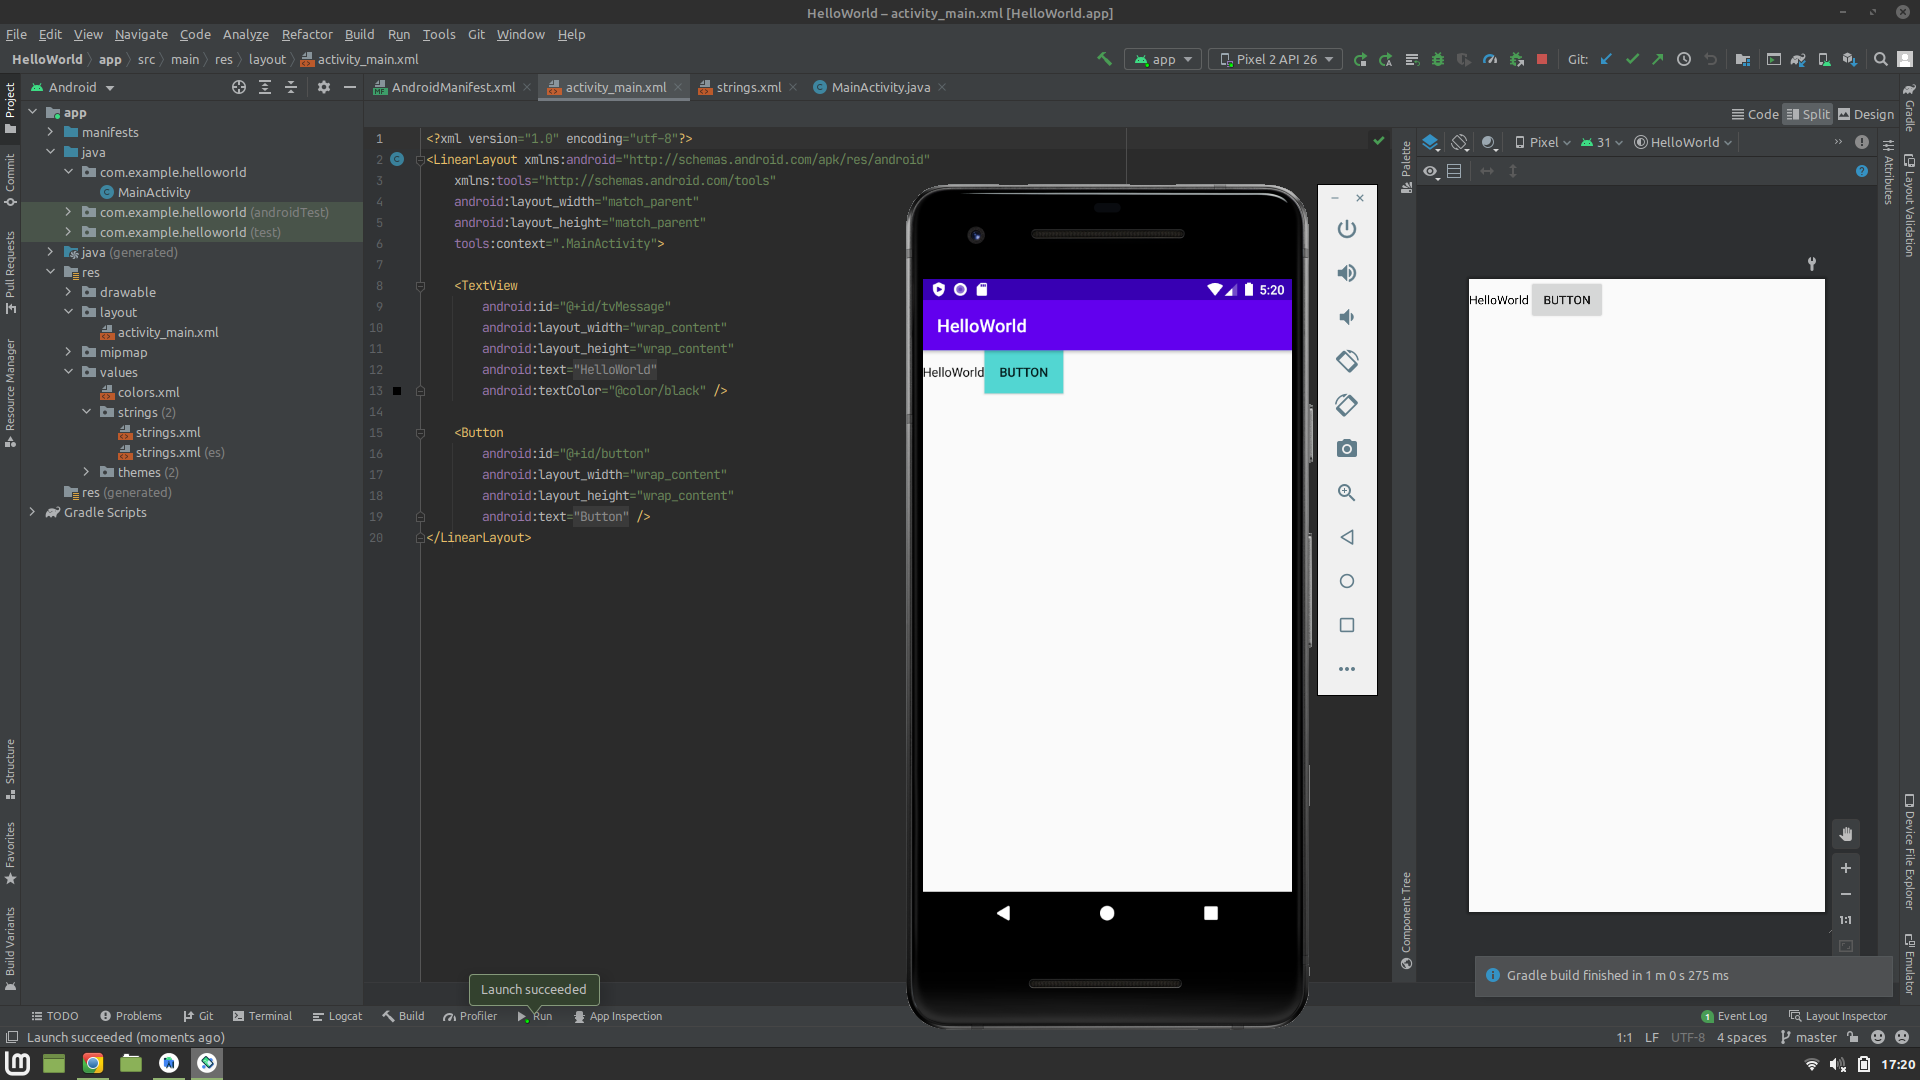 HelloWorld – activity_main.xml [HelloWorld.app]
File Edit View Navigate Code Analyze Refactor Build Run Tools Git Window Help
HelloWorld app src main res layout activity_main.xml
app Pixel 2 API 26 Git:
Project
Commit
Pull Requests
Resource Manager
Structure
Favorites
Build Variants
Android
app
manifests
java
com.example.helloworld
MainActivity
com.example.helloworld (androidTest)
com.example.helloworld (test)
java (generated)
res
drawable
layout
activity_main.xml
mipmap
values
colors.xml
strings (2)
strings.xml
strings.xml (es)
themes (2)
res (generated)
Gradle Scripts
AndroidManifest.xml activity_main.xml strings.xml MainActivity.java
Code Split Design
1 <?xml version="1.0" encoding="utf-8"?>
2 <LinearLayout xmlns:android="http://schemas.android.com/apk/res/android"
3 xmlns:tools="http://schemas.android.com/tools"
4 android:layout_width="match_parent"
5 android:layout_height="match_parent"
6 tools:context=".MainActivity">
7
8 <TextView
9 android:id="@+id/tvMessage"
10 android:layout_width="wrap_content"
11 android:layout_height="wrap_content"
12 android:text="HelloWorld"
13 android:textColor="@color/black" />
14
15 <Button
16 android:id="@+id/button"
17 android:layout_width="wrap_content"
18 android:layout_height="wrap_content"
19 android:text="Button" />
20 </LinearLayout>
5:20
HelloWorld
HelloWorld BUTTON
Palette
Component Tree
Pixel 31 HelloWorld
HelloWorld BUTTON
1:1
Attributes
Gradle
Layout Validation
Device File Explorer
Emulator
Gradle build finished in 1 m 0 s 275 ms
Launch succeeded
TODO Problems Git Terminal Logcat Build Profiler Run App Inspection
1 Event Log Layout Inspector
Launch succeeded (moments ago)
1:1 LF UTF-8 4 spaces master
17:20